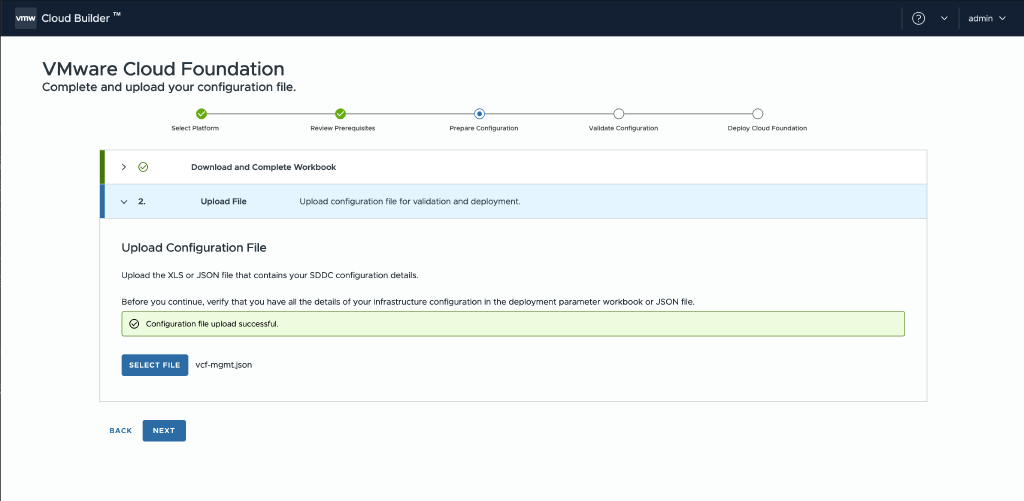 vmw Cloud Builder ™
? admin
VMware Cloud Foundation
Complete and upload your configuration file.
Select Platform Review Prerequisites Prepare Configuration Validate Configuration Deploy Cloud Foundation
Download and Complete Workbook
2. Upload File Upload configuration file for validation and deployment.
Upload Configuration File
Upload the XLS or JSON file that contains your SDDC configuration details.
Before you continue, verify that you have all the details of your infrastructure configuration in the deployment parameter workbook or JSON file.
Configuration file upload successful.
SELECT FILE vcf-mgmt.json
BACK NEXT